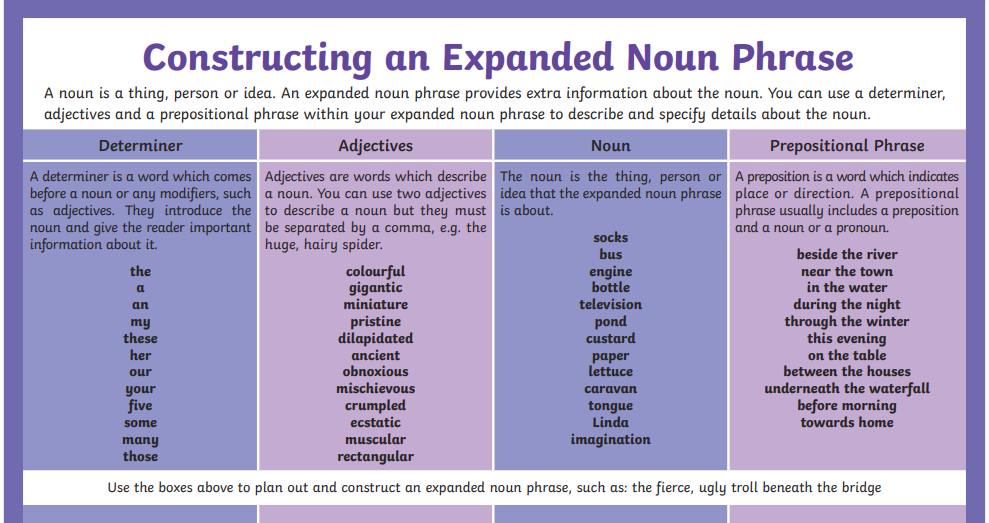 Constructing an Expanded Noun Phrase
A noun is a thing, person or idea. An expanded noun phrase provides extra information about the noun. You can use a determiner,
adjectives and a prepositional phrase within your expanded noun phrase to describe and specify details about the noun.
Determiner
A determiner is a word which comes
before a noun or any modifiers, such
as adjectives. They introduce the
noun and give the reader important
information about it.
the
a
an
my
these
her
our
your
five
some
many
those
Adjectives
Adjectives are words which describe
a noun. You can use two adjectives
to describe a noun but they must
be separated by a comma, e.g. the
huge, hairy spider.
colourful
gigantic
miniature
pristine
dilapidated
ancient
obnoxious
mischievous
crumpled
ecstatic
muscular
rectangular
Noun
The noun is the thing, person or
idea that the expanded noun phrase
is about.
socks
bus
engine
bottle
television
pond
custard
paper
lettuce
caravan
tongue
Linda
imagination
Prepositional Phrase
A preposition is a word which indicates
place or direction. A prepositional
phrase usually includes a preposition
and a noun or a pronoun.
beside the river
near the town
in the water
during the night
through the winter
this evening
on the table
between the houses
underneath the waterfall
before morning
towards home
Use the boxes above to plan out and construct an expanded noun phrase, such as: the fierce, ugly troll beneath the bridge